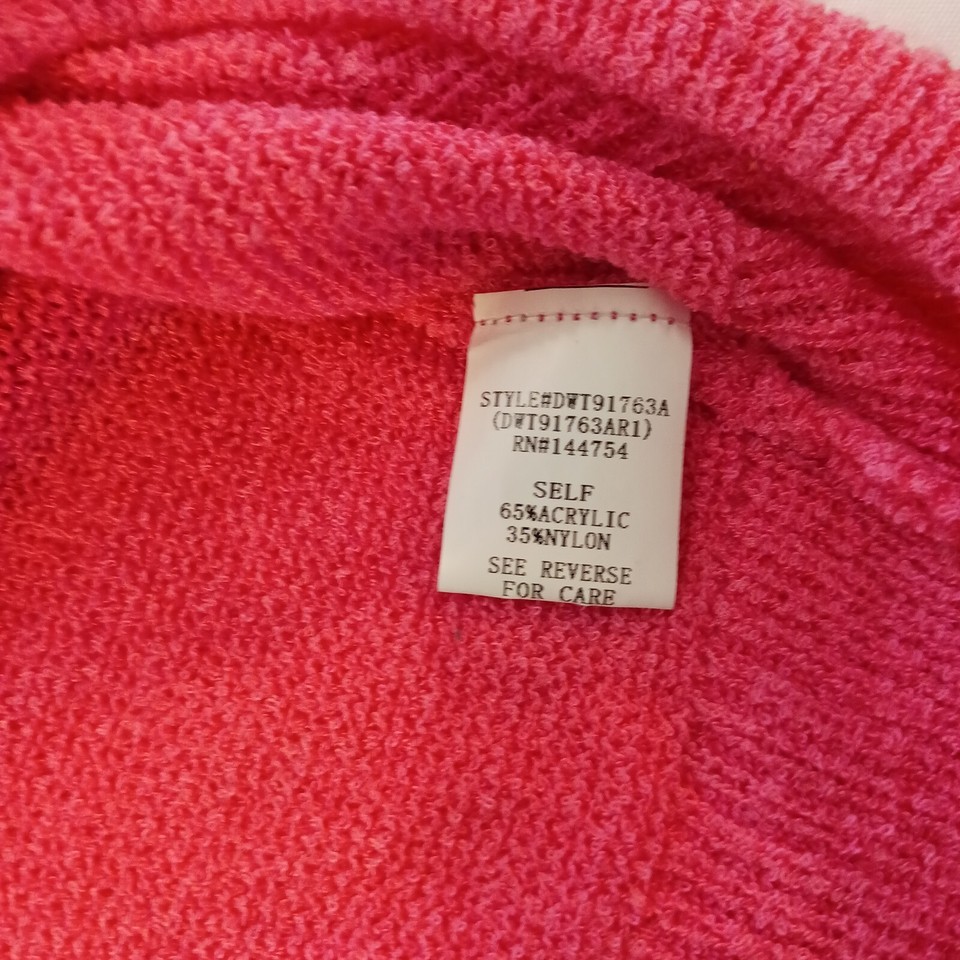 STYLE#DWT91763A
(DWT91763AR1)
RN#144754
SELF
65%ACRYLIC
35%NYLON
SEE REVERSE
FOR CARE